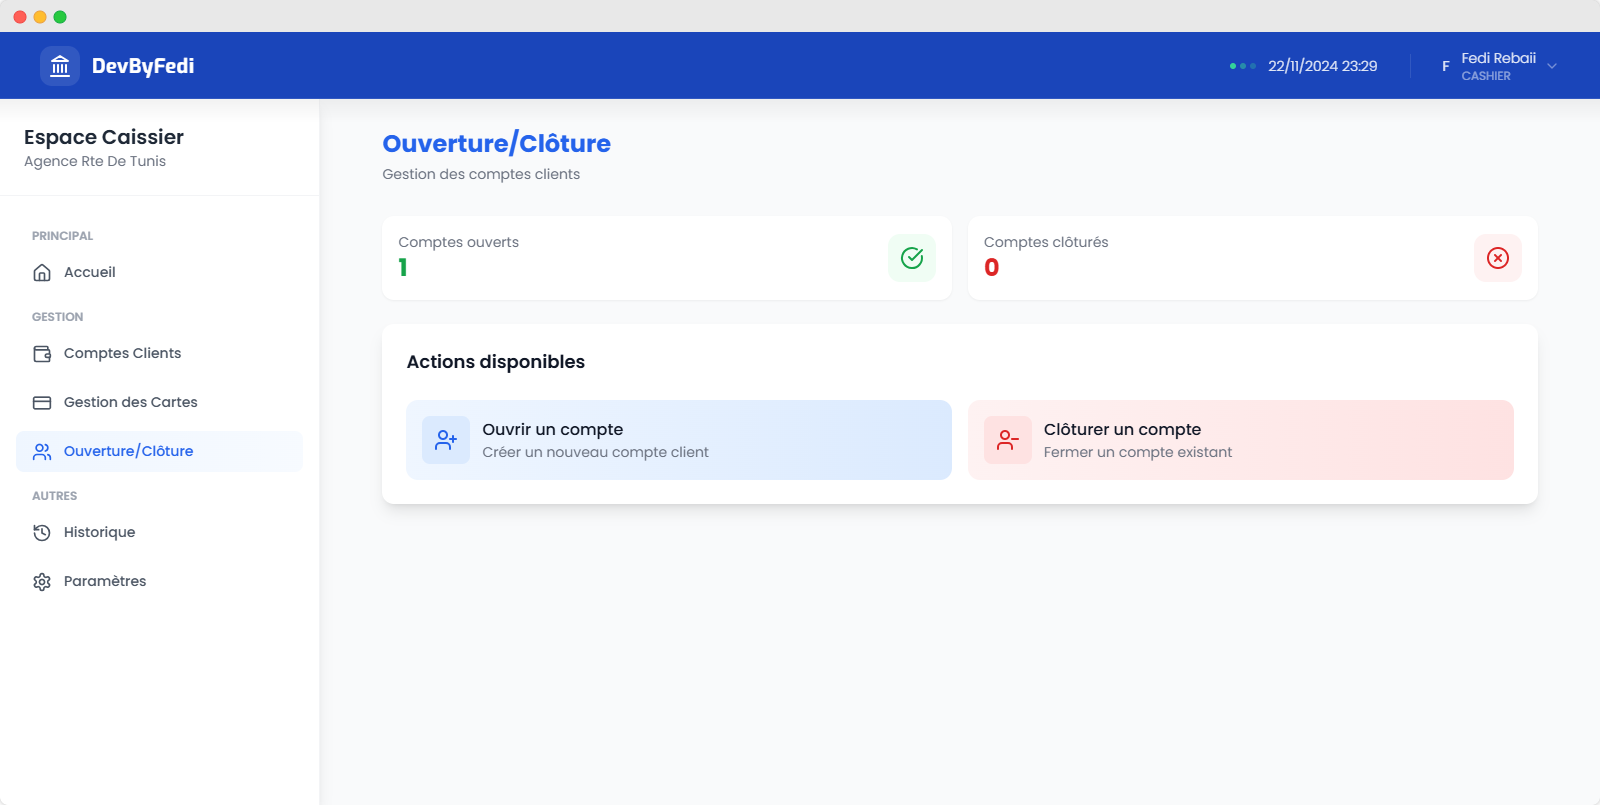 DevByFedi
22/11/2024 23:29
F
Fedi Rebaii
CASHIER
Espace Caissier
Agence Rte De Tunis
PRINCIPAL
Accueil
GESTION
Comptes Clients
Gestion des Cartes
Ouverture/Clôture
AUTRES
Historique
Paramètres
Ouverture/Clôture
Gestion des comptes clients
Comptes ouverts
1
Comptes clôturés
0
Actions disponibles
Ouvrir un compte
Créer un nouveau compte client
Clôturer un compte
Fermer un compte existant